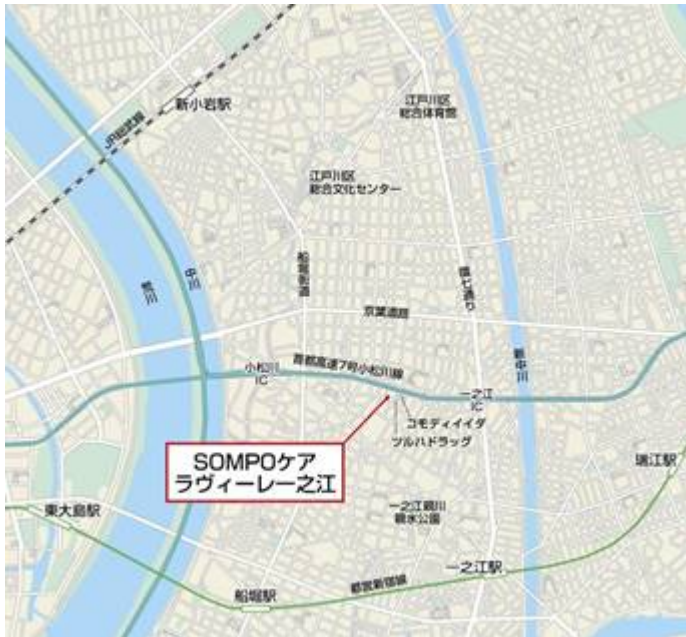 新小岩駅
JR総武線
江戸川区
総合体育館
江戸川区
総合文化センター
船堀街道
環七通り
荒川
中川
京葉道路
新中川
小松川
IC
首都高速7号小松川線
一之江
IC
コモディイイダ
ツルハドラッグ
SOMPOケア
ラヴィーレ一之江
瑞江駅
一之江親川
親水公園
東大島駅
一之江駅
都営新宿線
船堀駅